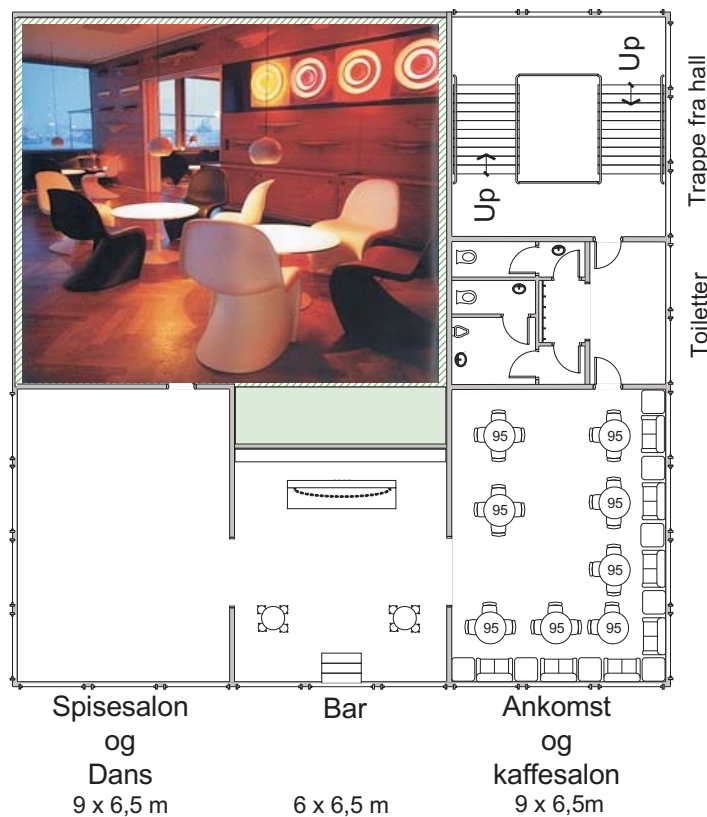 Up
Up
Trappe fra hall
Toiletter
95
95
95
95
95
95
95
95
Spisesalon
og
Dans
9 x 6,5 m
Bar
6 x 6,5 m
Ankomst
og
kaffesalon
9 x 6,5m